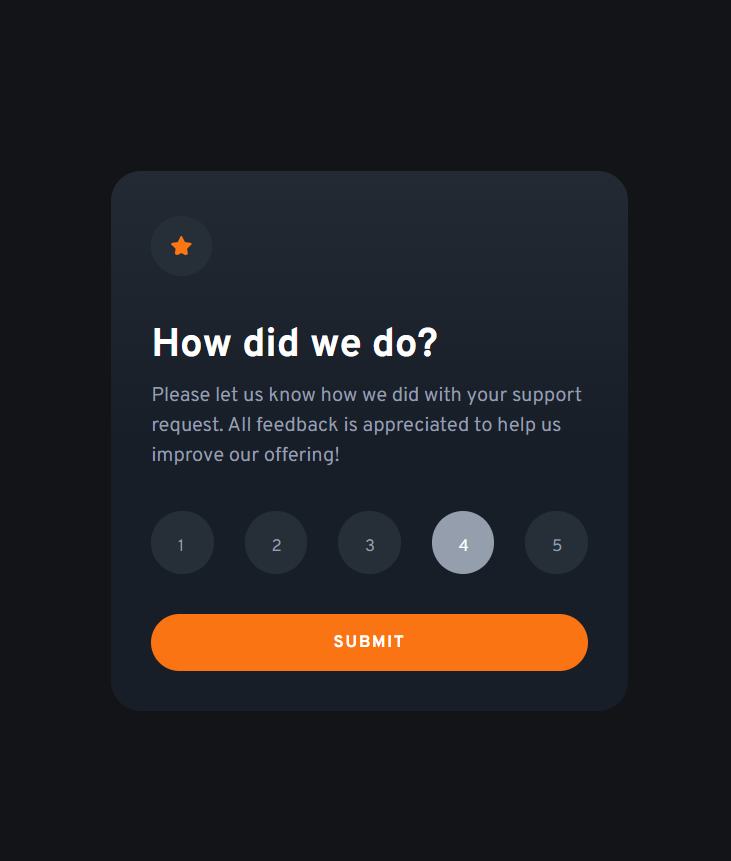 How did we do?
Please let us know how we did with your support
request. All feedback is appreciated to help us
improve our offering!
1 2 3 4 5
SUBMIT